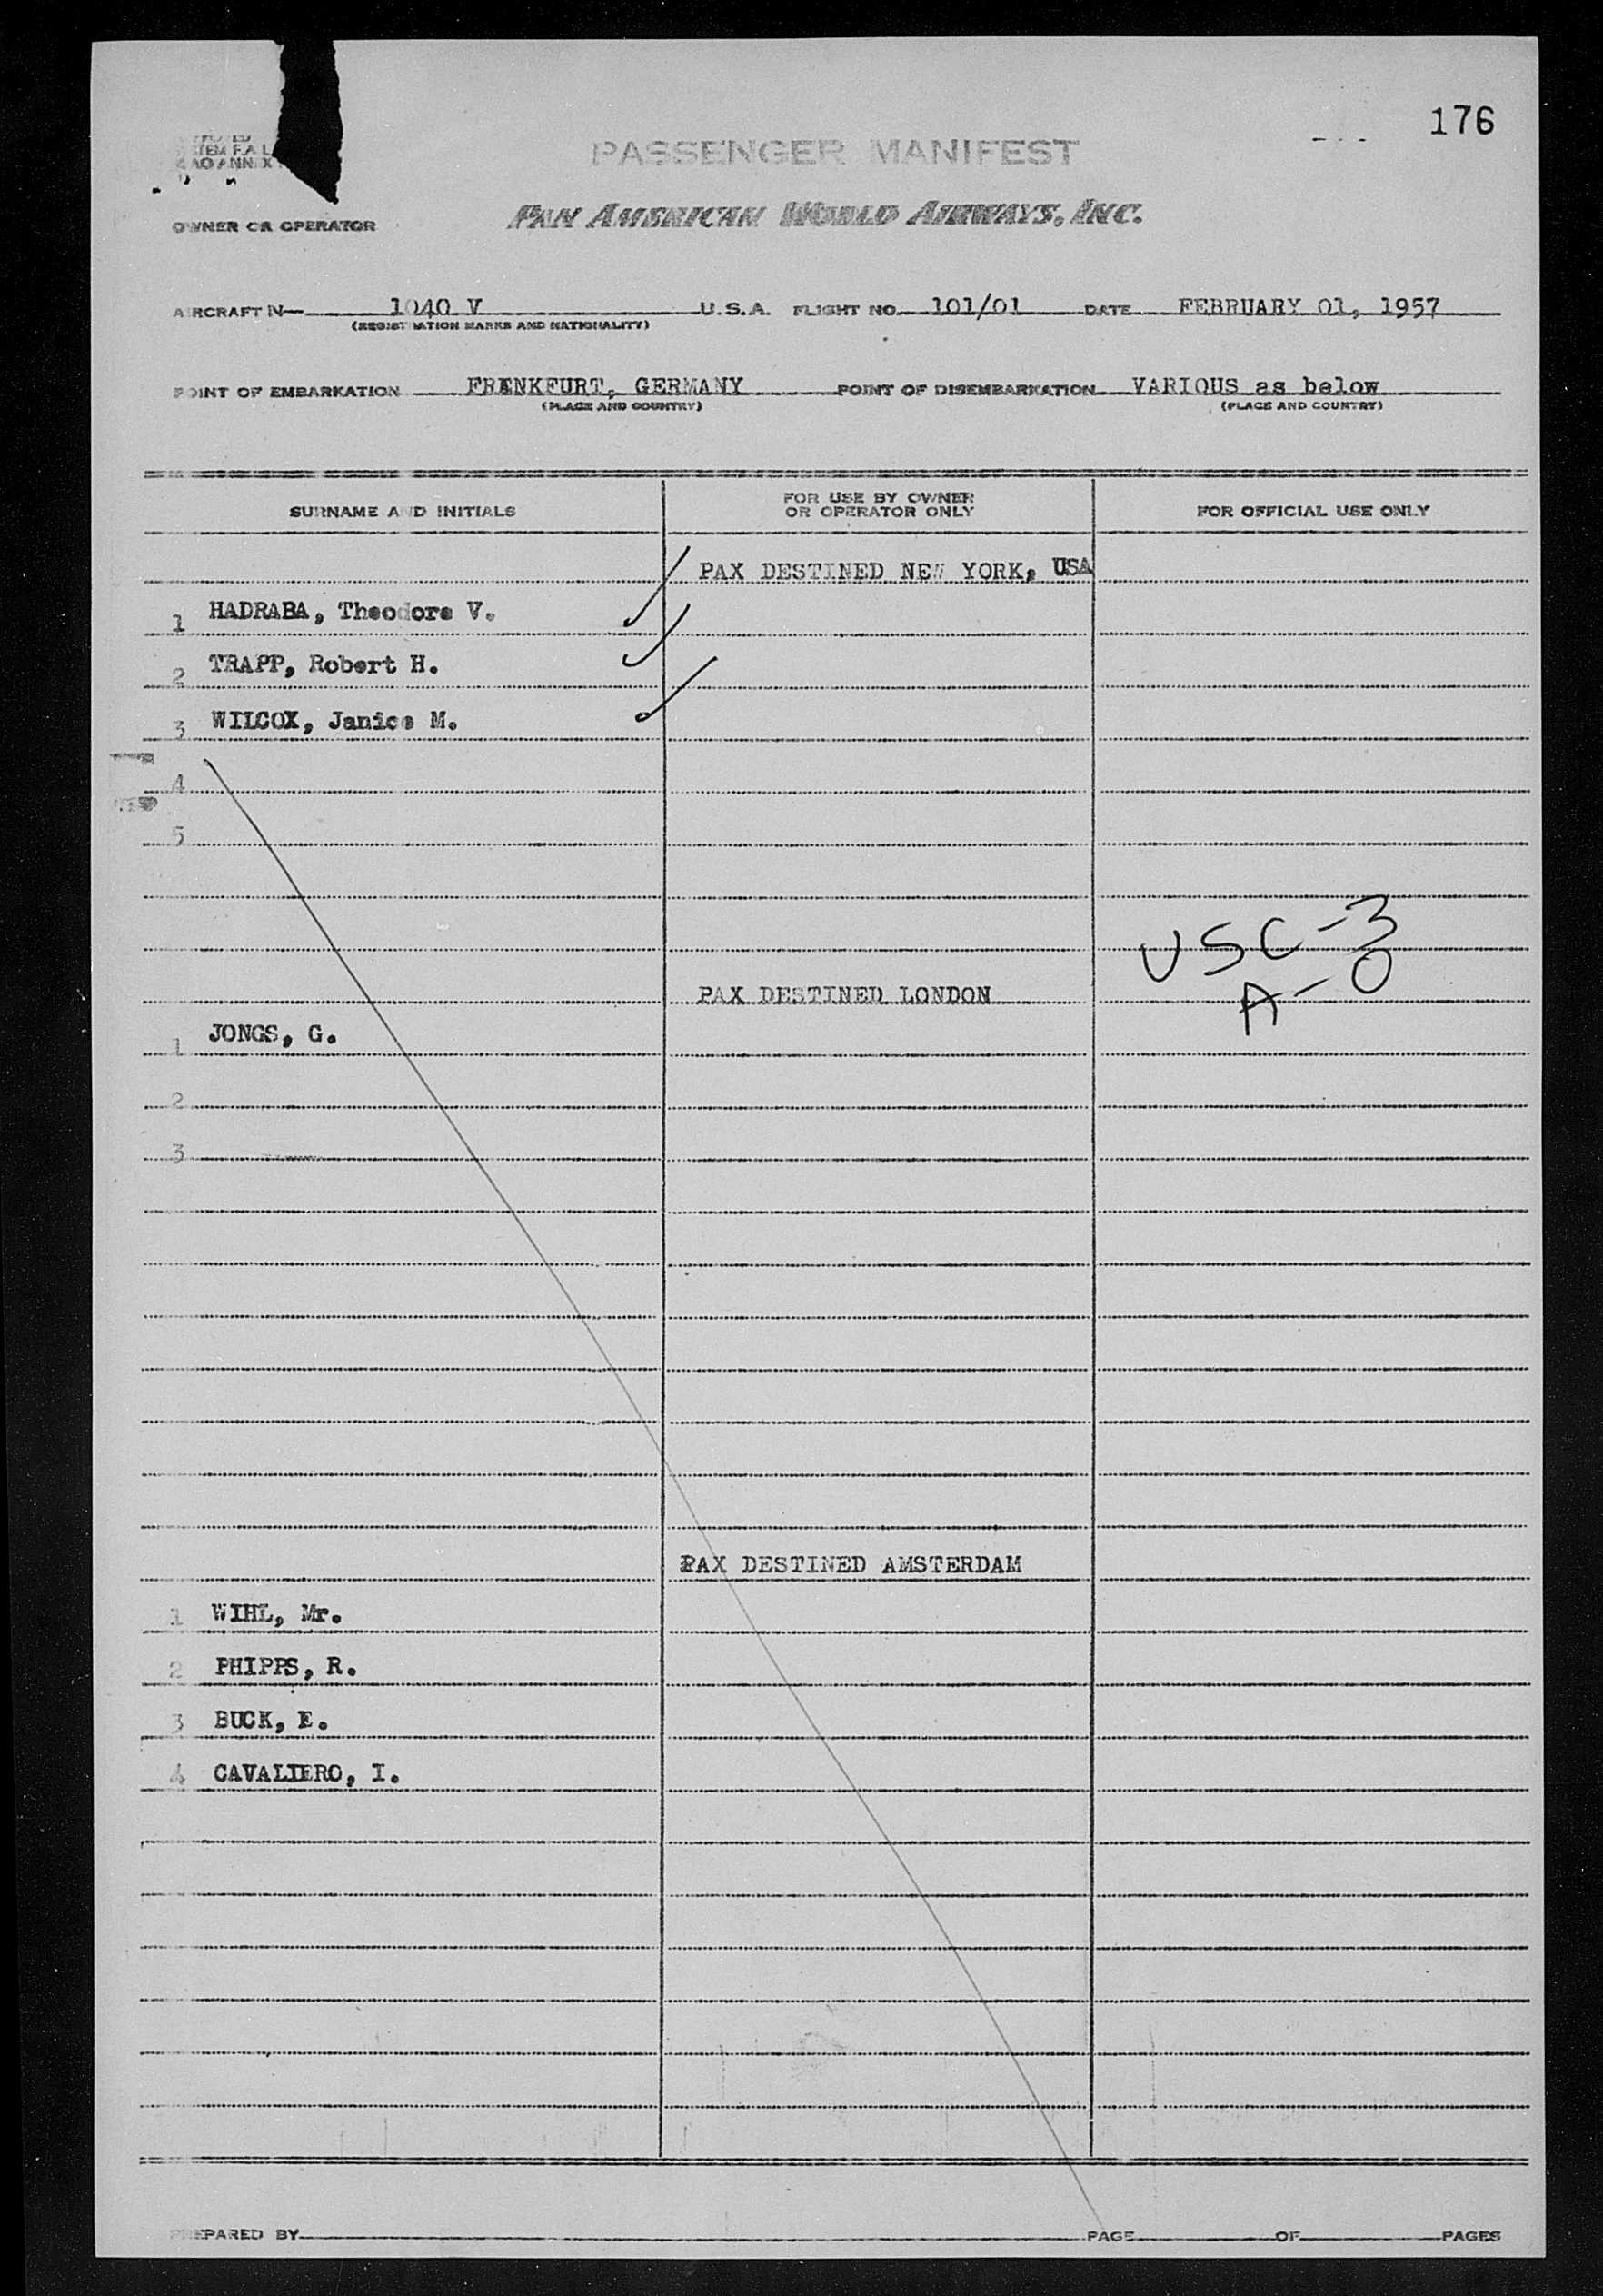 176
PASSENGER MANIFEST
OWNER OR OPERATOR PAN AMERICAN WORLD AIRWAYS, INC.
AIRCRAFT N— 1040 V U.S.A. FLIGHT NO. 101/01 DATE FEBRUARY 01, 1957
(REGISTRATION MARKS AND NATIONALITY)
POINT OF EMBARKATION FRANKFURT, GERMANY POINT OF DISEMBARKATION VARIOUS as below
(PLACE AND COUNTRY) (PLACE AND COUNTRY)
SURNAME AND INITIALS FOR USE BY OWNER OR OPERATOR ONLY FOR OFFICIAL USE ONLY
PAX DESTINED NEW YORK, USA
1 HADRABA, Theodore V.
2 TRAPP, Robert H.
3 WILCOX, Janice M.
4
5
USC-3
PAX DESTINED LONDON A-0
1 JONGS, G.
2
3
PAX DESTINED AMSTERDAM
1 WIHL, Mr.
2 PHIPPS, R.
3 BUCK, E.
4 CAVALIERO, I.
PREPARED BY PAGE OF PAGES